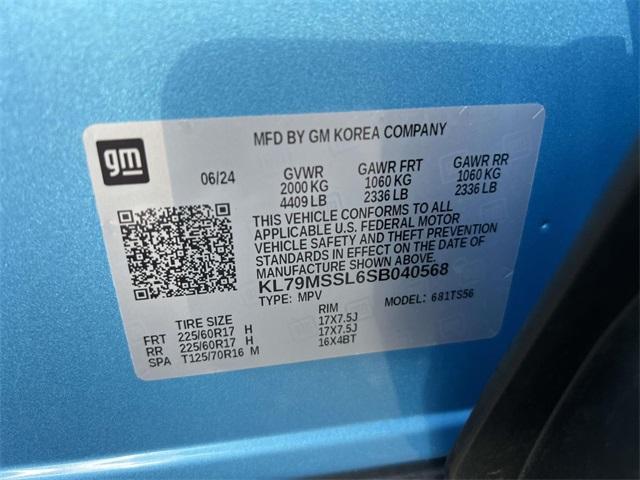 MFD BY GM KOREA COMPANY
gm
06/24 GVWR GAWR FRT GAWR RR
2000 KG 1060 KG 1060 KG
4409 LB 2336 LB 2336 LB
THIS VEHICLE CONFORMS TO ALL
APPLICABLE U.S. FEDERAL MOTOR
VEHICLE SAFETY AND THEFT PREVENTION
STANDARDS IN EFFECT ON THE DATE OF
MANUFACTURE SHOWN ABOVE.
KL79MSSL6SB040568
TYPE: MPV MODEL: 681TS56
TIRE SIZE RIM
FRT 225/60R17 H 17X7.5J
RR 225/60R17 H 17X7.5J
SPA T125/70R16 M 16X4BT